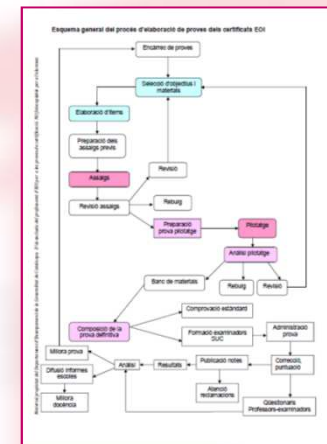 Esquema general del procés d'elaboració de proves dels certificats EOI
Encàrrec de proves
Selecció d'objectius i
materials
Elaboració d'ítems
Preparació dels
assaigs previs
Revisió
Assaigs
Revisió assaigs
Rebuig
Preparació
prova pilotatge
Pilotatge
Anàlisi pilotatge
Banc de materials
Rebuig
Revisió
Composició de la
prova definitiva
Comprovació estàndard
Formació examinadors
SUC
Administració
prova
Millora prova
Difusió informes
escoles
Anàlisi
Resultats
Publicació notes
Correcció,
puntuació
Millora
docència
Atenció
reclamacions
Qüestionaris
Professors-examinadors